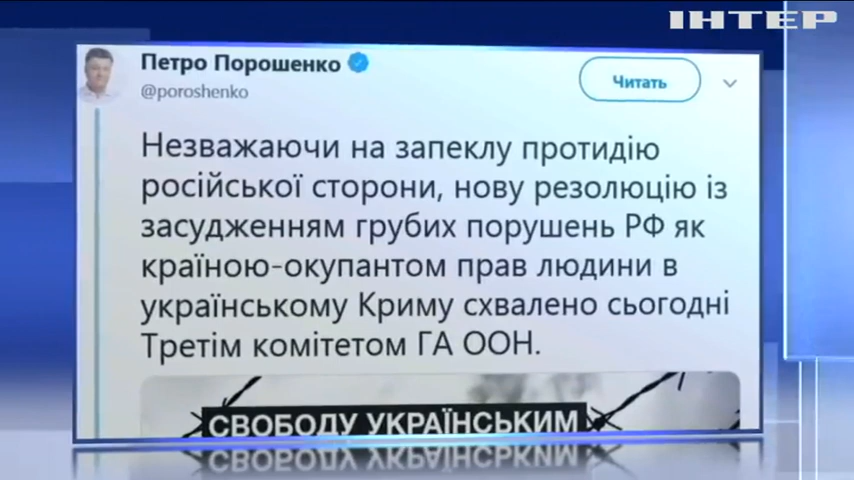 ІНТЕР
Петро Порошенко
Читать
@poroshenko
Незважаючи на запеклу протидію
російської сторони, нову резолюцію із
засудженням грубих порушень РФ як
країною-окупантом прав людини в
українському Криму схвалено сьогодні
Третім комітетом ГА ООН.
СВОБОДУ УКРАЇНСЬКИМ